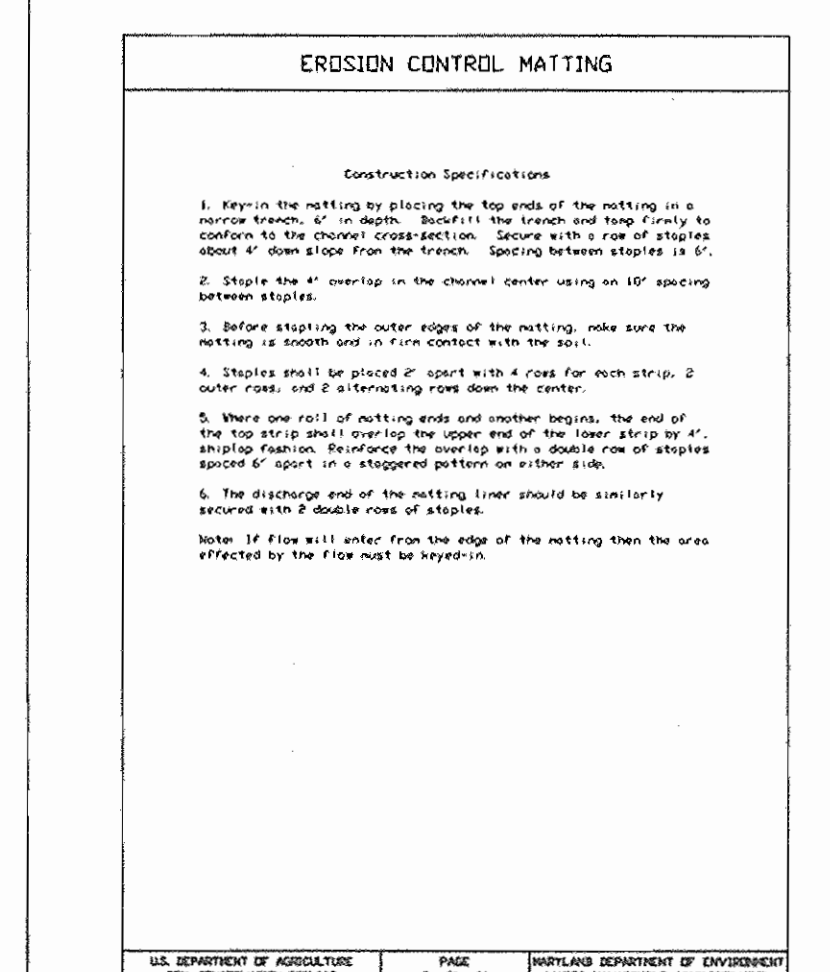 EROSION CONTROL MATTING
Construction Specifications
1. Key-in the matting by placing the top ends of the matting in a
narrow trench, 6" in depth. Backfill the trench and tamp firmly to
conform to the channel cross-section. Secure with a row of staples
about 4" down slope from the trench. Spacing between staples is 6".
2. Staple the 4" overlap in the channel center using an 18" spacing
between staples.
3. Before stapling the outer edges of the matting, make sure the
matting is smooth and in firm contact with the soil.
4. Staples shall be placed 2' apart with 4 rows for each strip, 2
outer rows, and 2 alternating rows down the center.
5. Where one roll of matting ends and another begins, the end of
the top strip shall overlap the upper end of the lower strip by 4",
shiplap fashion. Reinforce the overlap with a double row of staples
spaced 6" apart in a staggered pattern on either side.
6. The discharge end of the matting liner should be similarly
secured with 2 double rows of staples.
Note: If flow will enter from the edge of the matting then the area
effected by the flow must be keyed-in.
U.S. DEPARTMENT OF AGRICULTURE
PAGE
MARYLAND DEPARTMENT OF ENVIRONMENT